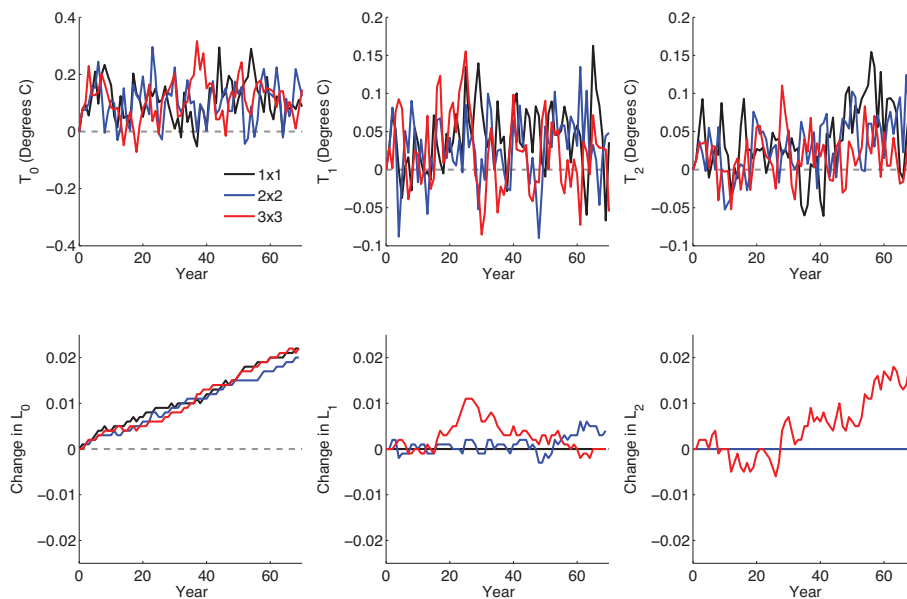 0.4
0.2
0
−0.2
−0.4
0 20 40 60
Year
T0 (Degrees C)
1x1
2x2
3x3
0.2
0.15
0.1
0.05
0
−0.05
−0.1
0 20 40 60
Year
T1 (Degrees C)
0.2
0.15
0.1
0.05
0
−0.05
−0.1
0 20 40 60
Year
T2 (Degrees C)
0.02
0.01
0
−0.01
−0.02
0 20 40 60
Year
Change in L0
0.02
0.01
0
−0.01
−0.02
0 20 40 60
Year
Change in L1
0.02
0.01
0
−0.01
−0.02
0 20 40 60
Year
Change in L2